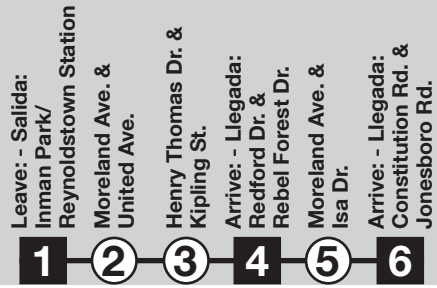 Leave: - Salida:
Inman Park/
Reynoldstown Station
Moreland Ave. &
United Ave.
Henry Thomas Dr. &
Kipling St.
Arrive: - Llegada:
Redford Dr. &
Rebel Forest Dr.
Moreland Ave. &
Isa Dr.
Arrive: - Llegada:
Constitution Rd. &
Jonesboro Rd.
1
2
3
4
5
6